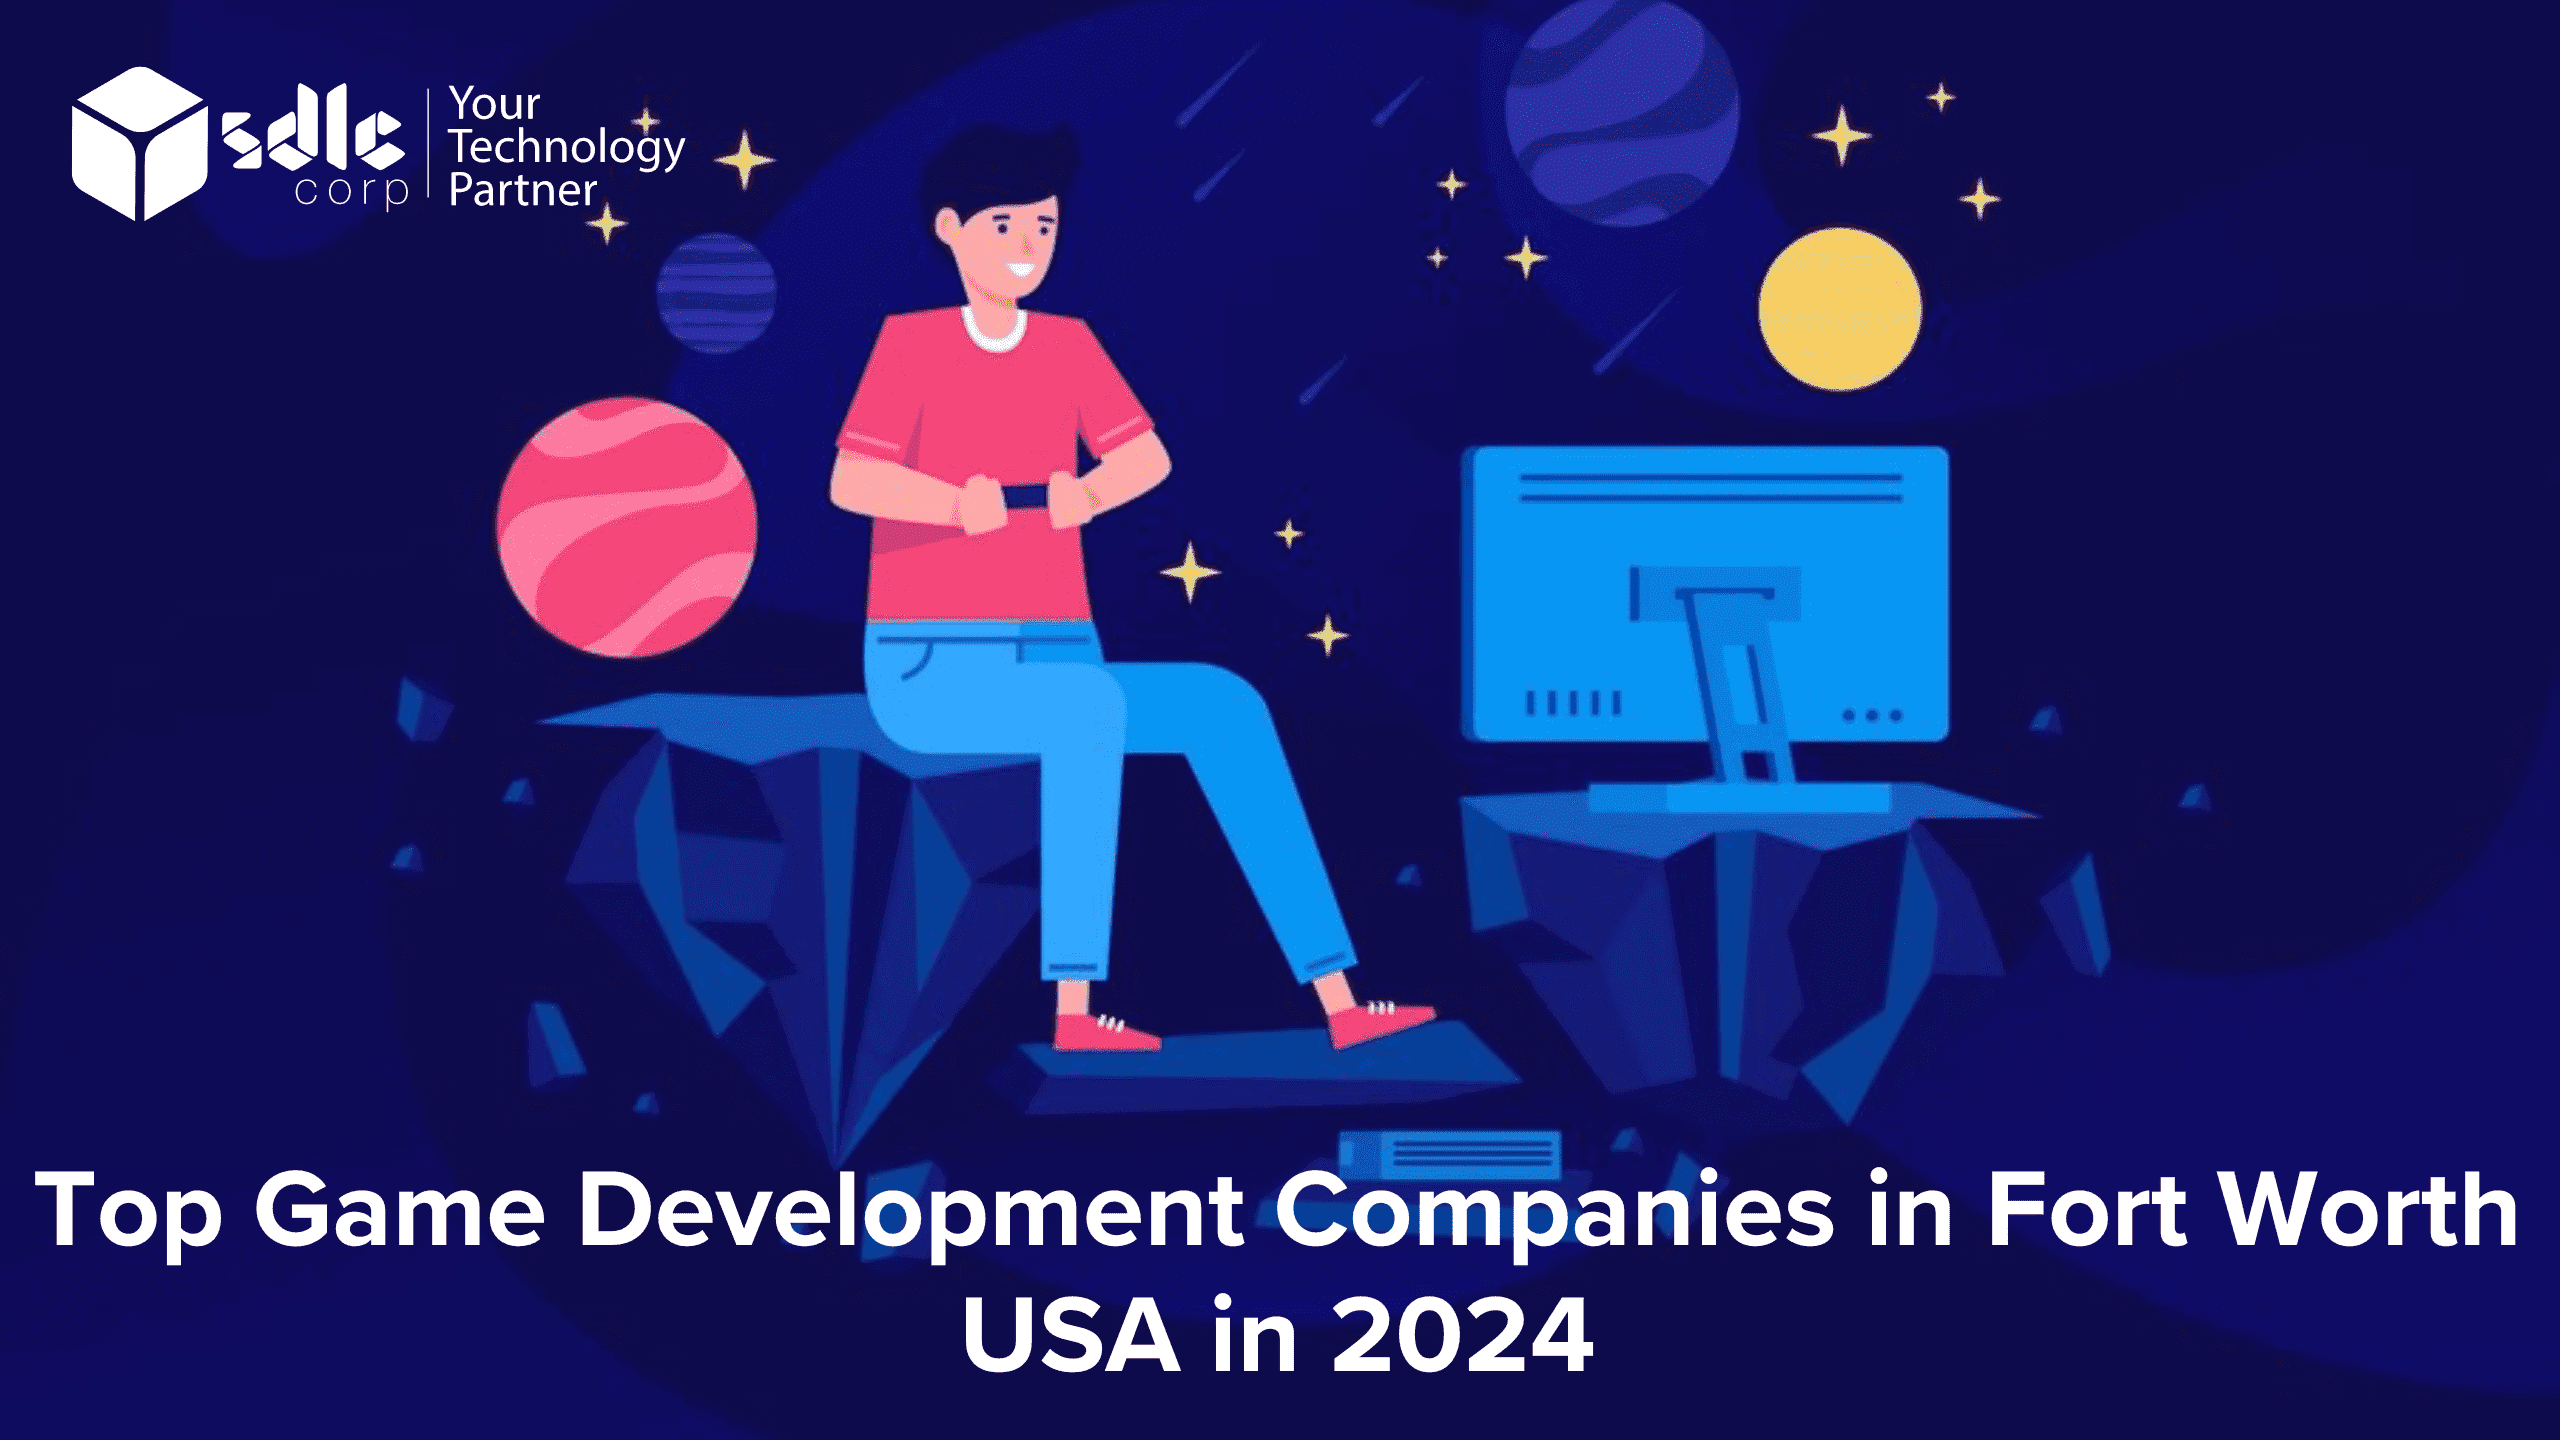 sdlc
corp
Your
Technology
Partner
Top Game Development Companies in Fort Worth
USA in 2024